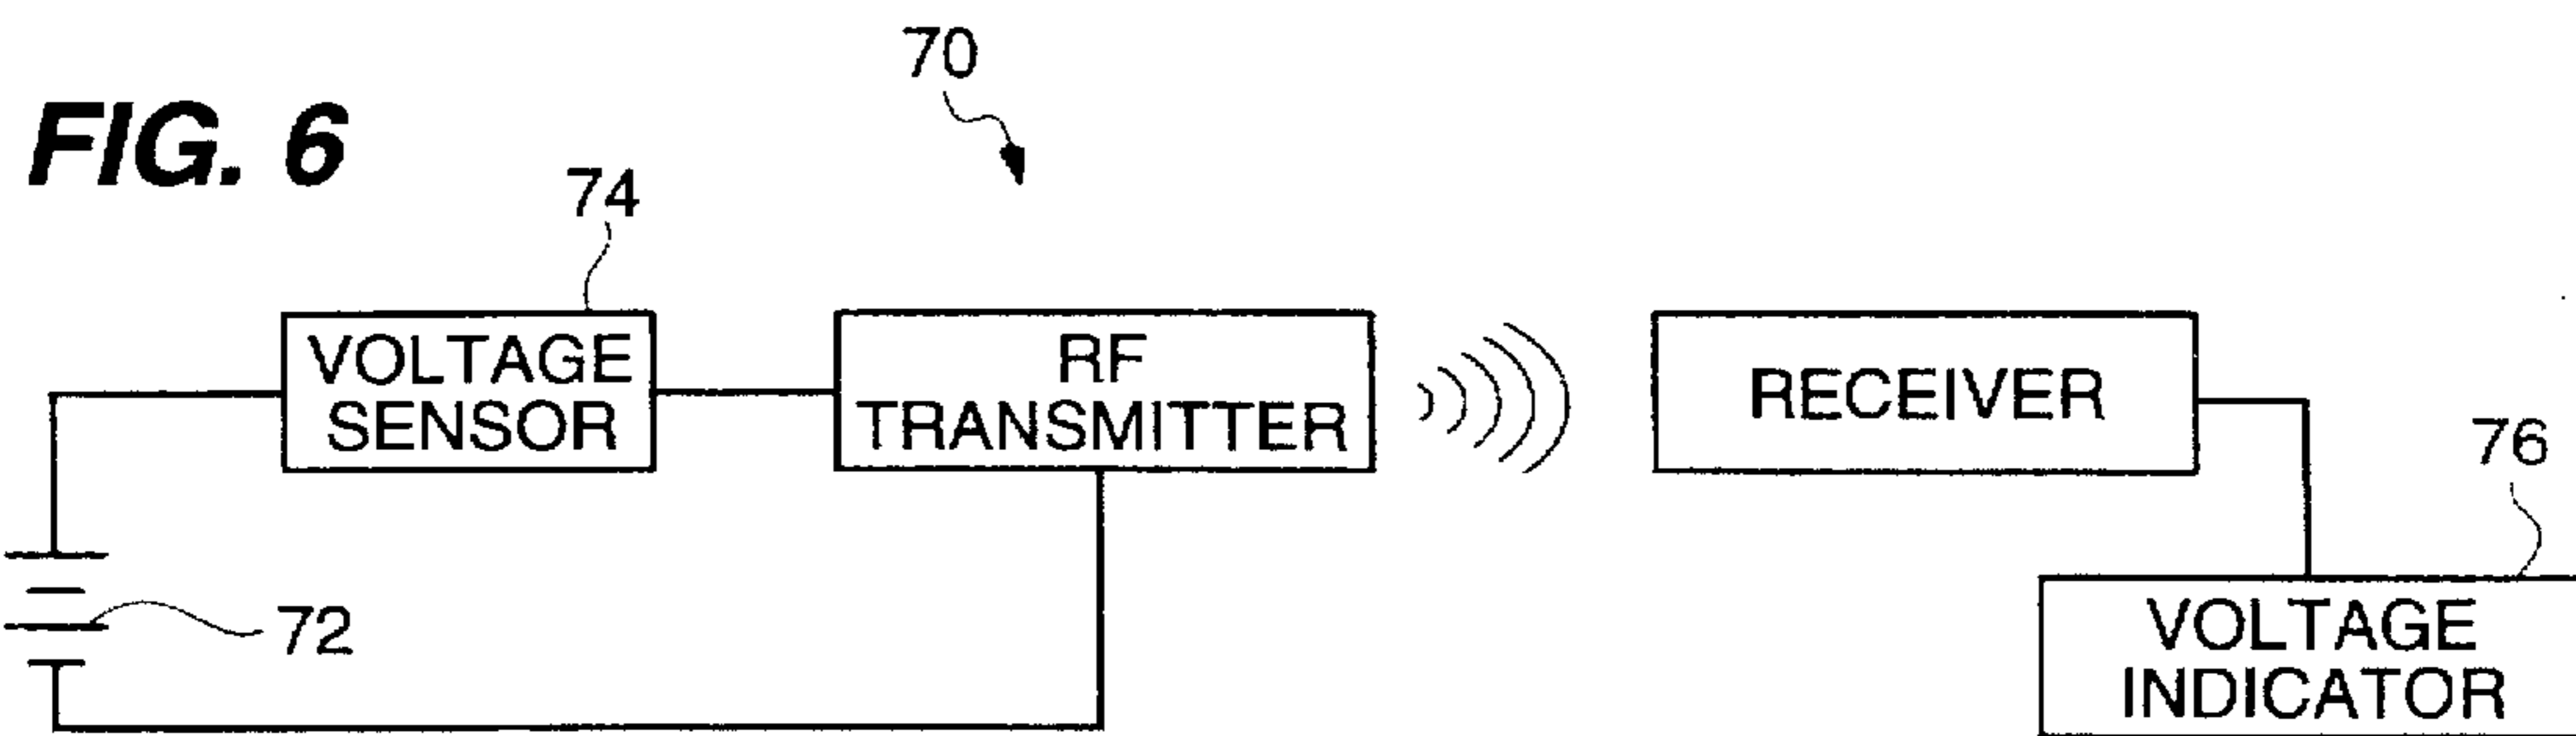 FIG. 6
70
74
VOLTAGE
SENSOR
RF
TRANSMITTER
RECEIVER
76
72
VOLTAGE
INDICATOR